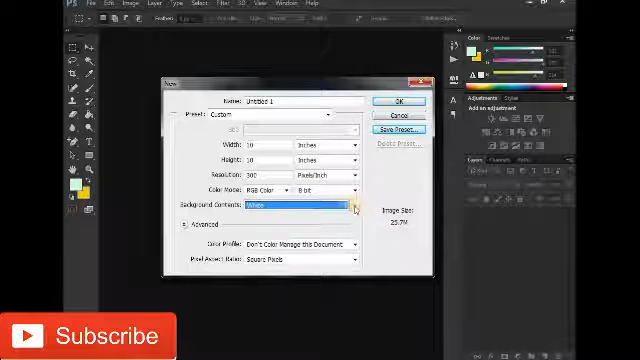 Ps File Edit Image Layer Type Select Filter 3D View Window Help
Feather:
Color Swatches
Adjustments Styles
Add an adjustment
Layers Channels Paths
New
Name: Untitled 1
OK
Preset: Custom
Cancel
Size:
Save Preset...
Width: 10 Inches
Delete Preset...
Height: 10 Inches
Resolution: 300 Pixels/Inch
Color Mode: RGB Color 8 bit
Background Contents: White
Image Size:
25.7M
Advanced
Color Profile: Don't Color Manage this Document
Pixel Aspect Ratio: Square Pixels
Subscribe